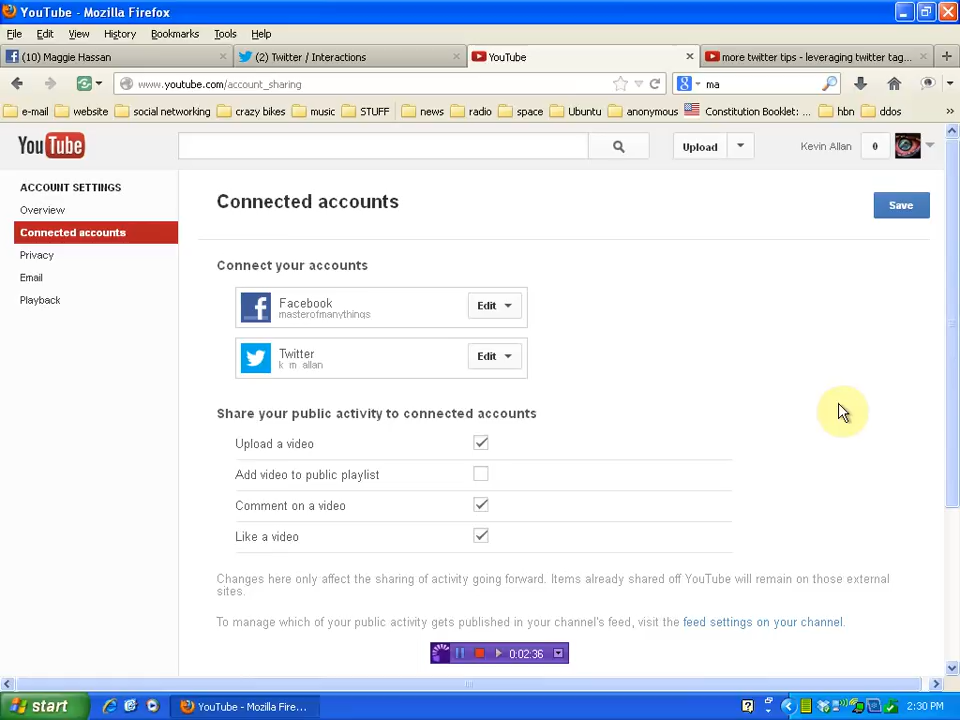 YouTube - Mozilla Firefox
File Edit View History Bookmarks Tools Help
(10) Maggie Hassan (2) Twitter / Interactions YouTube more twitter tips - leveraging twitter tag...
www.youtube.com/account_sharing ma
e-mail website social networking crazy bikes music STUFF news radio space Ubuntu anonymous Constitution Booklet: ... hbn ddos
YouTube Upload Kevin Allan 0
ACCOUNT SETTINGS
Overview
Connected accounts
Privacy
Email
Playback
Connected accounts
Save
Connect your accounts
Facebook
masterofmanythings
Edit
Twitter
k m allan
Edit
Share your public activity to connected accounts
Upload a video
Add video to public playlist
Comment on a video
Like a video
Changes here only affect the sharing of activity going forward. Items already shared off YouTube will remain on those external
sites.
To manage which of your public activity gets published in your channel's feed, visit the feed settings on your channel.
0:02:36
start YouTube - Mozilla Fire... 2:30 PM